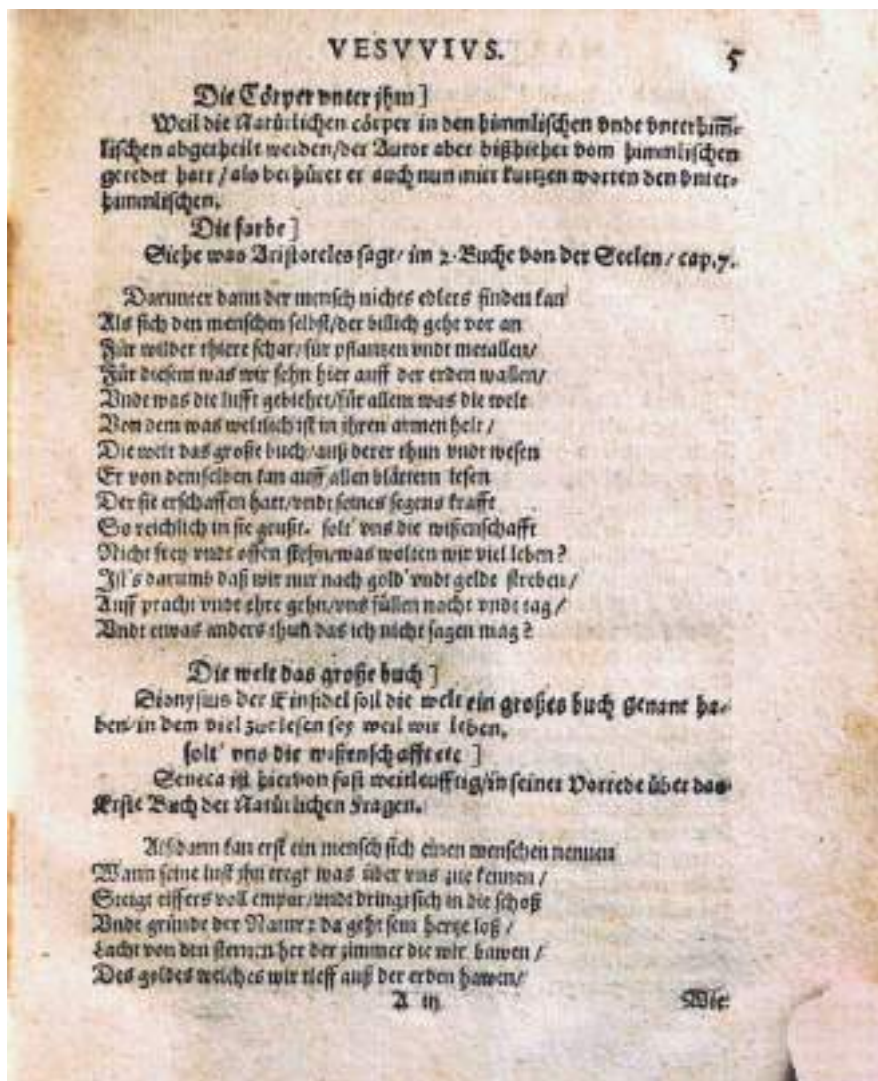 VESVVIVS. 5
Die Cörper vnter jhm ]
Weil die Natürlichen cörper in den himmlischen vndt vnterhim̃-
lischen abgetheilt werden/der Autor aber bißhieher vom himmlischen
geredet hatt / als berhüret er auch nun mitt kurtzen worten den vnter-
himmlischen.
Die farbe ]
Siehe was Aristoteles sagt/ im 2. Buche von der Seelen / cap.7.
Darunter dann der mensch nichts edlers finden kan
Als sich den menschen selbst/der billich geht vor an
Für wilder thiere schar/für pflantzen vndt metallen/
Für diesem was wir sehn hier auff der erden wallen/
Vndt was die lufft gebiehret/für allem was die welt
Von dem was weltlich ist in ihren armen helt /
Die welt das große buch/auß derer thun vndt wesen
Er von demselben kan auff allen blättern lesen
Der sie erschaffen hatt/vndt seines segens krafft
So reichlich in sie geußt. solt' vns die wißenschafft
Nicht frey vndt offen stehn/was wolten wir viel leben ?
Ist's darumb daß wir nur nach gold' vndt gelde streben /
Auff pracht vndt ehre gehn/vns füllen nacht vndt tag /
Vndt etwas anders thun das ich nicht sagen mag ?
Die welt das große buch ]
Dionysius der Einsidel soll die welt ein großes buch genant ha-
ben/ in dem viel zue lesen sey weil wir leben.
solt' vns die wißenschafft etc ]
Seneca ist hiervon fast weitleufftig/in seiner Vorrede über das
Erste Buch der Natürlichen Fragen.
Alsdann kan erst ein mensch sich einen menschen nennen
Wann seine lust ihn regt was über vns zue kennen /
Steigt eiffers voll empor/vndt dringt sich in die schoß
Vndt gründe der Natur: da geht sein hertze loß /
Lacht von den sternen her der zimmer die wir bawen /
Des goldes welches wir tieff auß der erden hawen/
A iij Wie